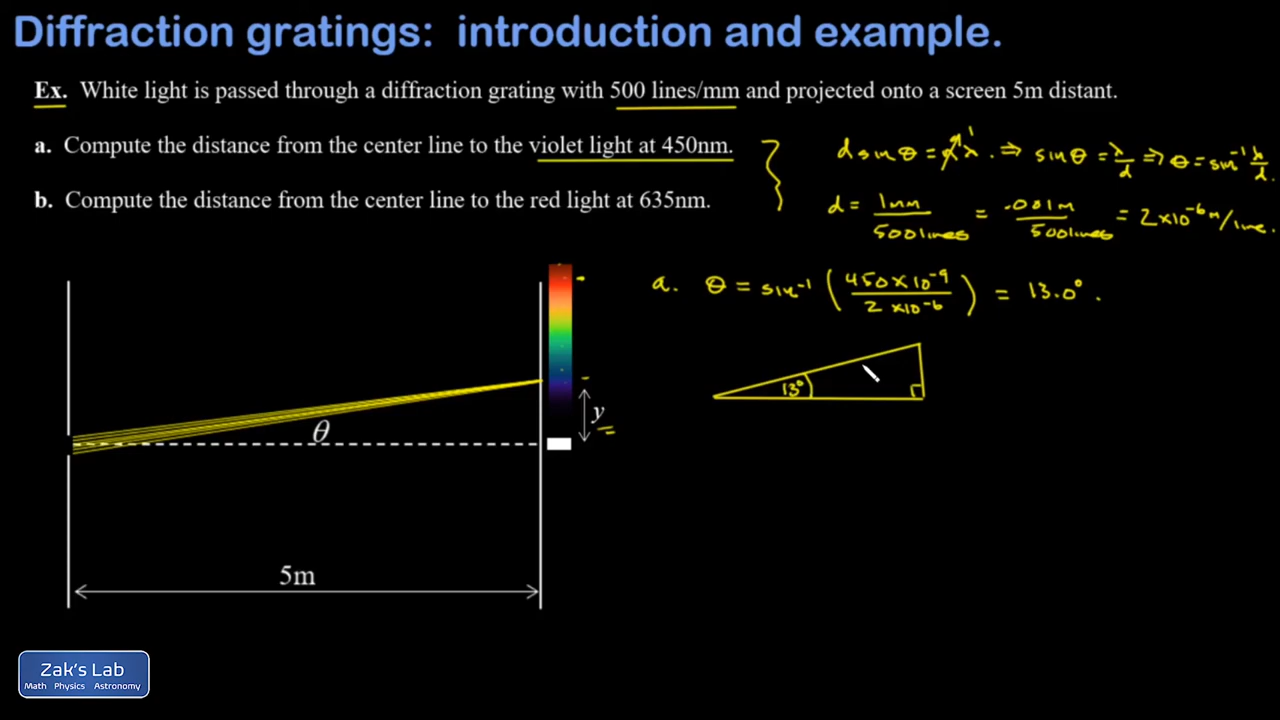 Diffraction gratings: introduction and example.
Ex. White light is passed through a diffraction grating with 500 lines/mm and projected onto a screen 5m distant.
a. Compute the distance from the center line to the violet light at 450nm.
b. Compute the distance from the center line to the red light at 635nm.
d sin θ = n^1 λ. ⇒ sin θ = λ/d ⇒ θ = sin^-1 λ/d.
d = 1mm/500lines = .001m/500lines = 2×10^-6 m/line.
a. θ = sin^-1 (450×10^-9 / 2×10^-6) = 13.0°.
13°
θ
y
5m
Zak's Lab
Math Physics Astronomy